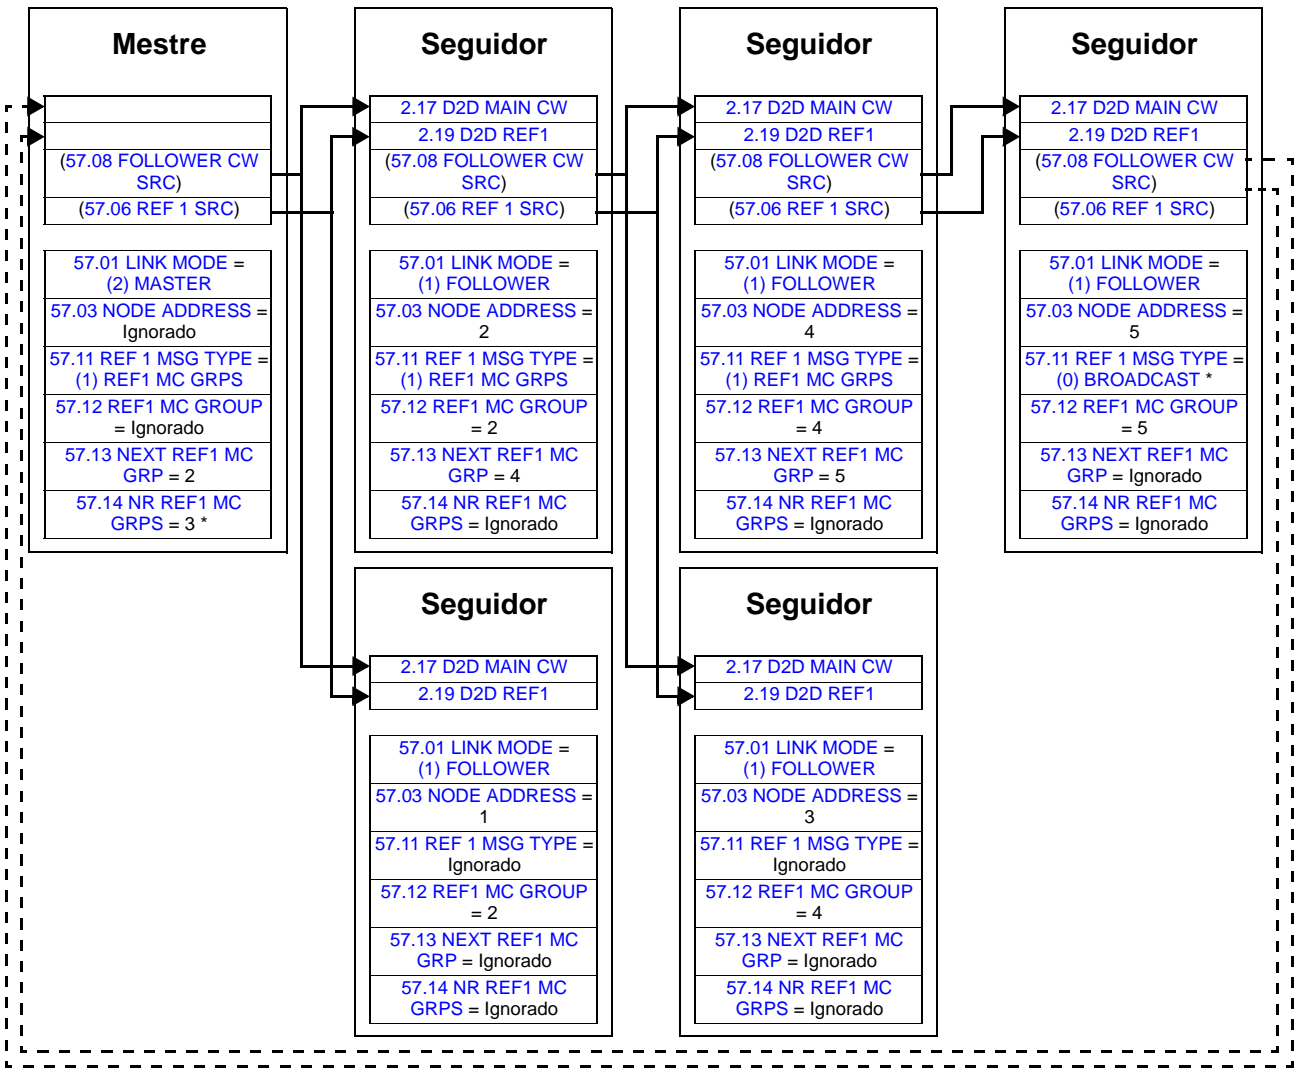 Mestre
(57.08 FOLLOWER CW
SRC)
(57.06 REF 1 SRC)
57.01 LINK MODE =
(2) MASTER
57.03 NODE ADDRESS =
Ignorado
57.11 REF 1 MSG TYPE =
(1) REF1 MC GRPS
57.12 REF1 MC GROUP
= Ignorado
57.13 NEXT REF1 MC
GRP = 2
57.14 NR REF1 MC
GRPS = 3 *
Seguidor
2.17 D2D MAIN CW
2.19 D2D REF1
(57.08 FOLLOWER CW
SRC)
(57.06 REF 1 SRC)
57.01 LINK MODE =
(1) FOLLOWER
57.03 NODE ADDRESS =
2
57.11 REF 1 MSG TYPE =
(1) REF1 MC GRPS
57.12 REF1 MC GROUP
= 2
57.13 NEXT REF1 MC
GRP = 4
57.14 NR REF1 MC
GRPS = Ignorado
Seguidor
2.17 D2D MAIN CW
2.19 D2D REF1
(57.08 FOLLOWER CW
SRC)
(57.06 REF 1 SRC)
57.01 LINK MODE =
(1) FOLLOWER
57.03 NODE ADDRESS =
4
57.11 REF 1 MSG TYPE =
(1) REF1 MC GRPS
57.12 REF1 MC GROUP
= 4
57.13 NEXT REF1 MC
GRP = 5
57.14 NR REF1 MC
GRPS = Ignorado
Seguidor
2.17 D2D MAIN CW
2.19 D2D REF1
(57.08 FOLLOWER CW
SRC)
(57.06 REF 1 SRC)
57.01 LINK MODE =
(1) FOLLOWER
57.03 NODE ADDRESS =
5
57.11 REF 1 MSG TYPE =
(0) BROADCAST *
57.12 REF1 MC GROUP
= 5
57.13 NEXT REF1 MC
GRP = Ignorado
57.14 NR REF1 MC
GRPS = Ignorado
Seguidor
2.17 D2D MAIN CW
2.19 D2D REF1
57.01 LINK MODE =
(1) FOLLOWER
57.03 NODE ADDRESS =
1
57.11 REF 1 MSG TYPE =
Ignorado
57.12 REF1 MC GROUP
= 2
57.13 NEXT REF1 MC
GRP = Ignorado
57.14 NR REF1 MC
GRPS = Ignorado
Seguidor
2.17 D2D MAIN CW
2.19 D2D REF1
57.01 LINK MODE =
(1) FOLLOWER
57.03 NODE ADDRESS =
3
57.11 REF 1 MSG TYPE =
Ignorado
57.12 REF1 MC GROUP
= 4
57.13 NEXT REF1 MC
GRP = Ignorado
57.14 NR REF1 MC
GRPS = Ignorado